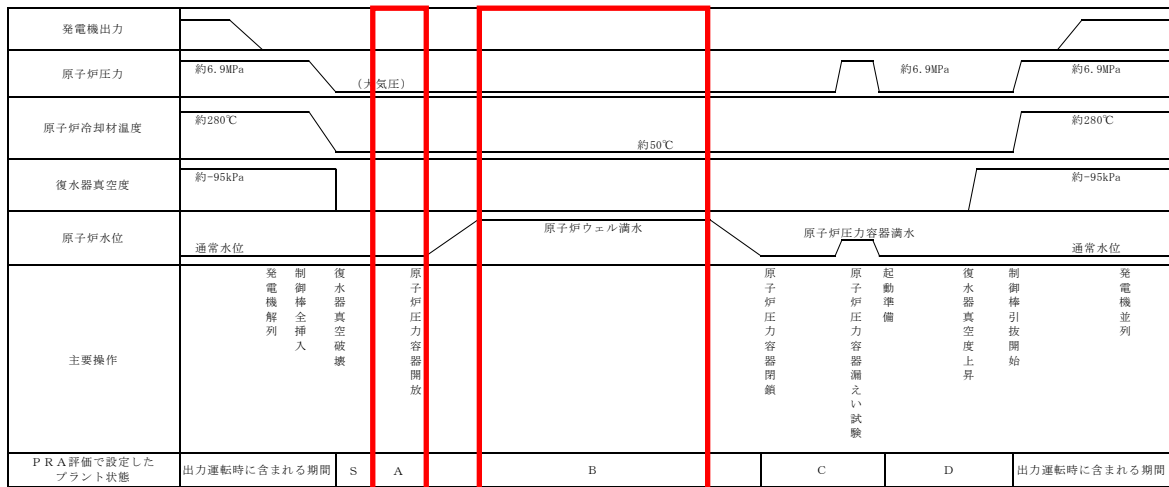 発電機出力
原子炉圧力
約6.9MPa
(大気圧)
約6.9MPa
約6.9MPa
原子炉冷却材温度
約280℃
約50℃
約280℃
復水器真空度
約-95kPa
約-95kPa
原子炉水位
通常水位
原子炉ウェル満水
原子炉圧力容器満水
通常水位
主要操作
発電機解列
制御棒全挿入
復水器真空破壊
原子炉圧力容器開放
原子炉圧力容器閉鎖
原子炉圧力容器漏えい試験
起動準備
復水器真空度上昇
制御棒引抜開始
発電機並列
PRA評価で設定した
プラント状態
出力運転時に含まれる期間
S
A
B
C
D
出力運転時に含まれる期間